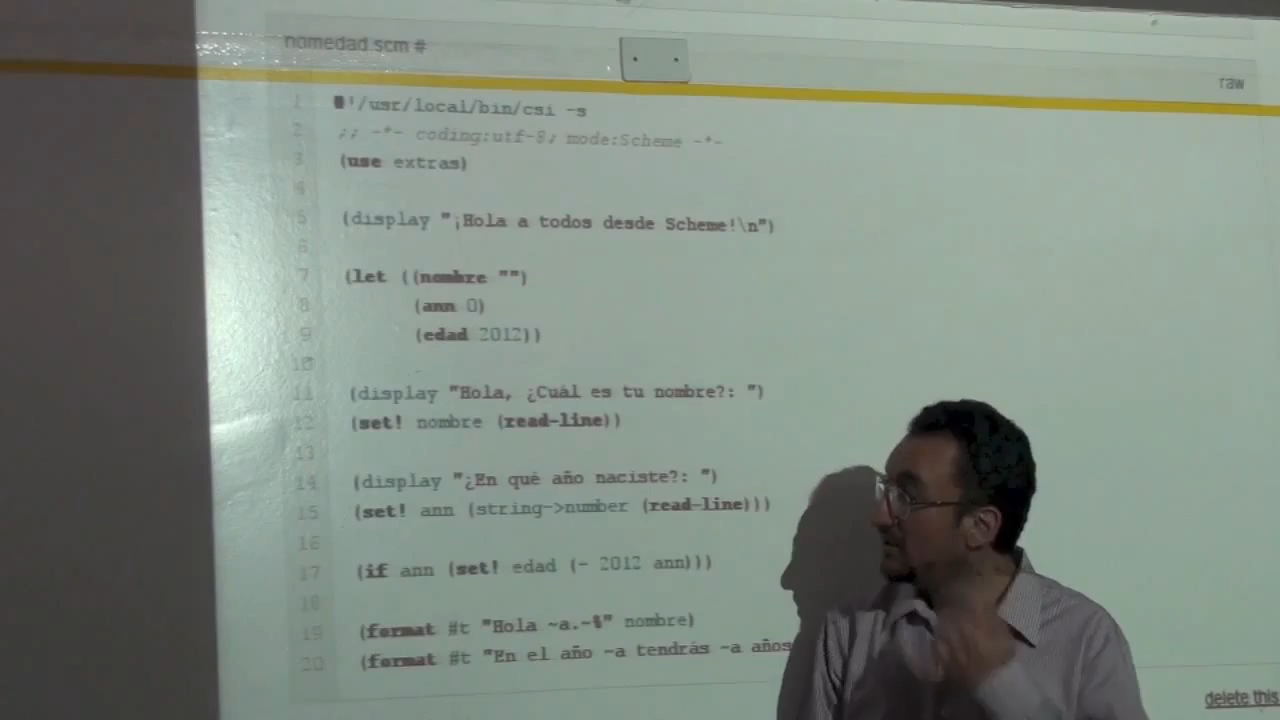 nomedad.scm #
raw
1 #!/usr/local/bin/csi -s
2 ;; -*- coding:utf-8; mode:Scheme -*-
3 (use extras)
4
5 (display "¡Hola a todos desde Scheme!\n")
6
7 (let ((nombre "")
8 (ann 0)
9 (edad 2012))
10
11 (display "Hola, ¿Cuál es tu nombre?: ")
12 (set! nombre (read-line))
13
14 (display "¿En qué año naciste?: ")
15 (set! ann (string->number (read-line)))
16
17 (if ann (set! edad (- 2012 ann)))
18
19 (format #t "Hola ~a.~%" nombre)
20 (format #t "En el año ~a tendrás ~a años
delete this